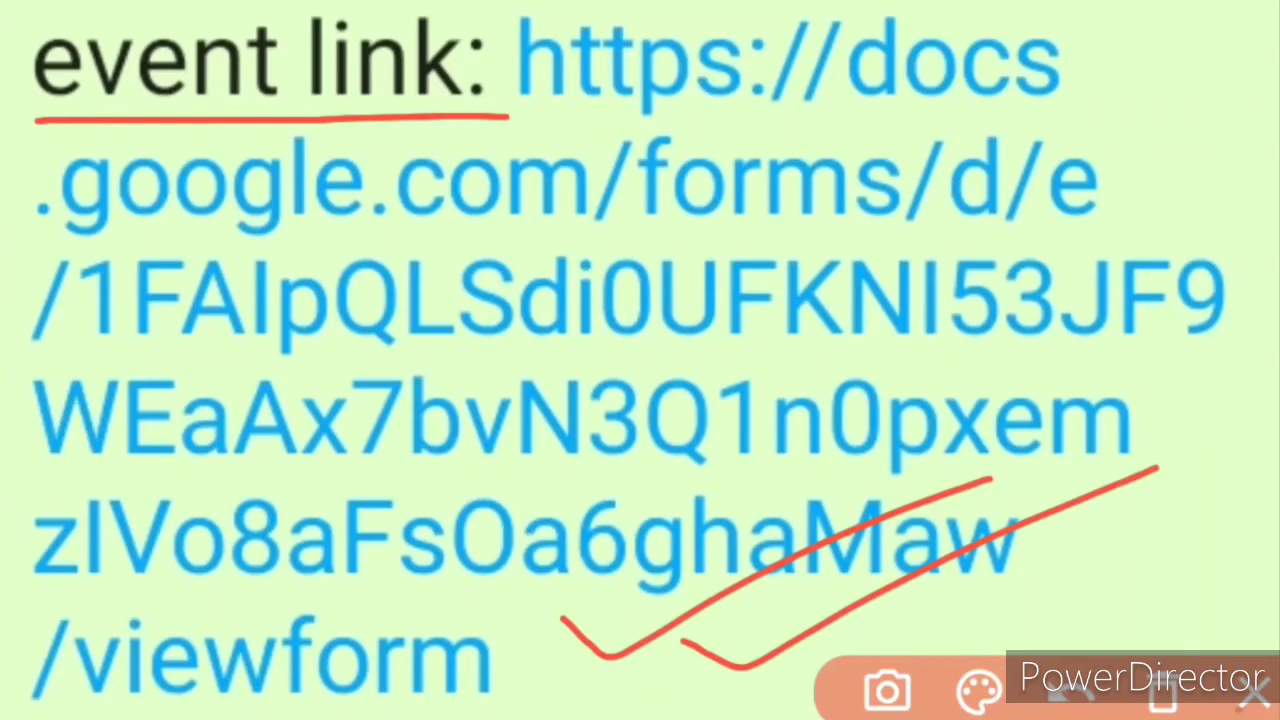 event link: https://docs
.google.com/forms/d/e
/1FAIpQLSdi0UFKNI53JF9
WEaAx7bvN3Q1n0pxem
zIVo8aFsOa6ghaMaw
/viewform
PowerDirector